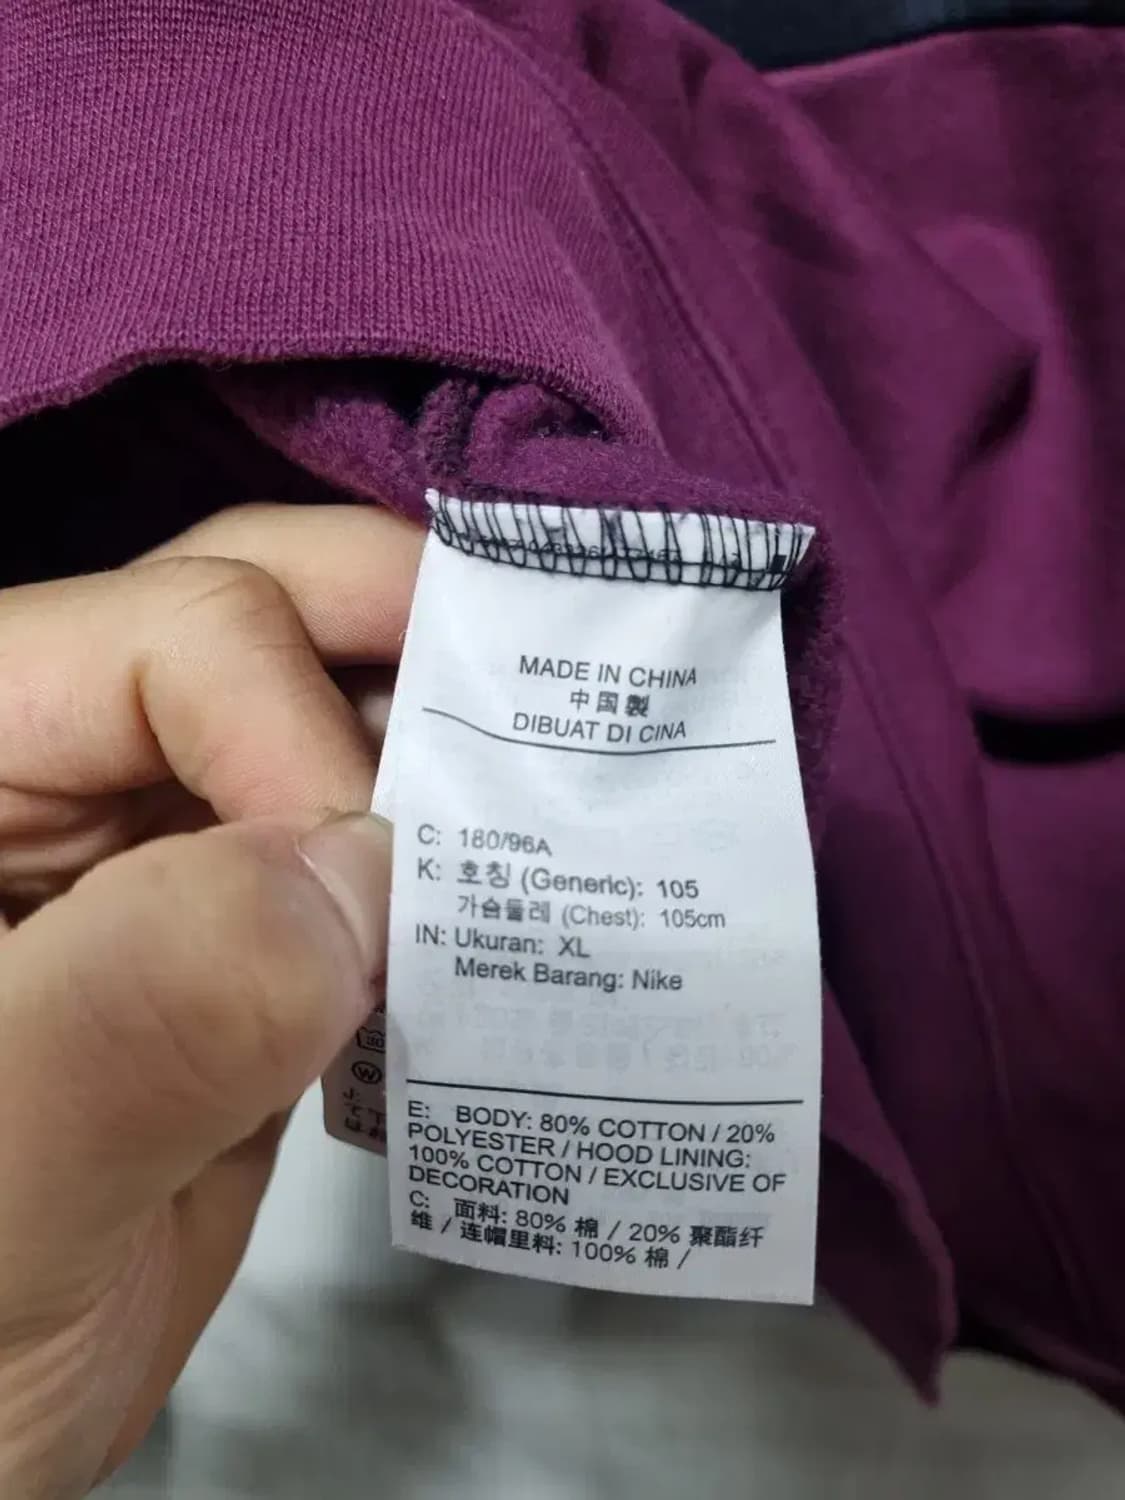 MADE IN CHINA
中国製
DIBUAT DI CINA
C: 180/96A
K: 호칭 (Generic): 105
가슴둘레 (Chest): 105cm
IN: Ukuran: XL
Merek Barang: Nike
30
W
E: BODY: 80% COTTON / 20%
POLYESTER / HOOD LINING:
100% COTTON / EXCLUSIVE OF
DECORATION
C: 面料: 80% 棉 / 20% 聚酯纤
维 / 连帽里料: 100% 棉 /